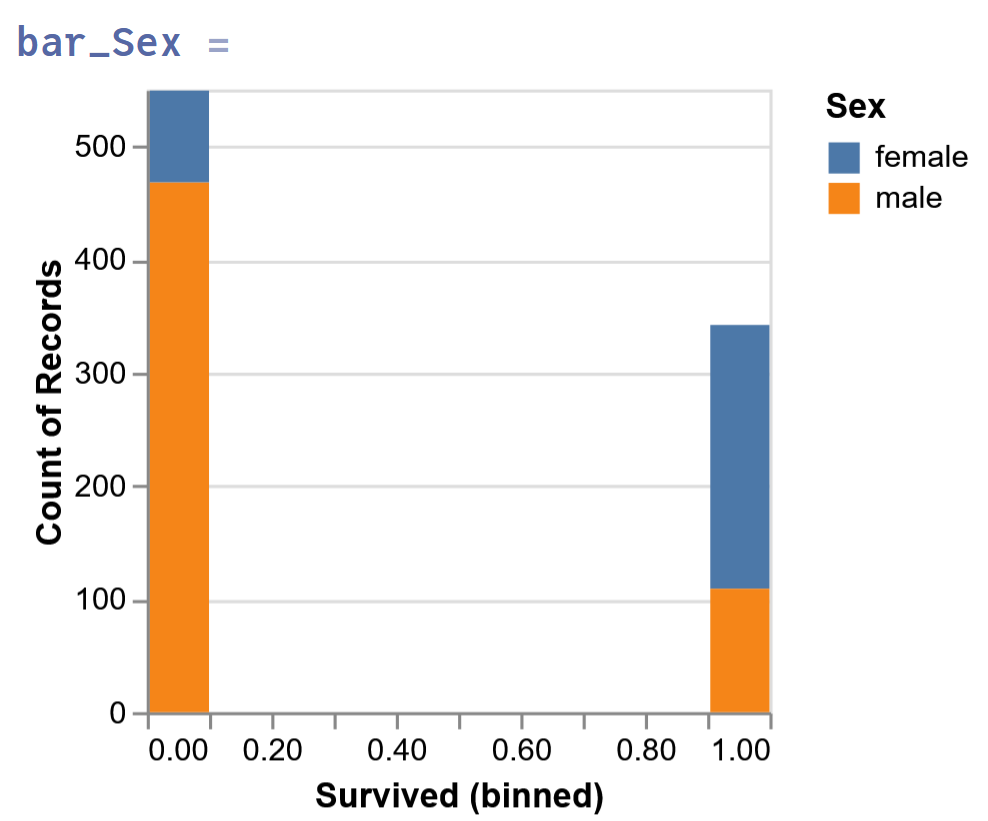 bar_Sex =
Sex
female
male
Count of Records
500
400
300
200
100
0
0.00 0.20 0.40 0.60 0.80 1.00
Survived (binned)